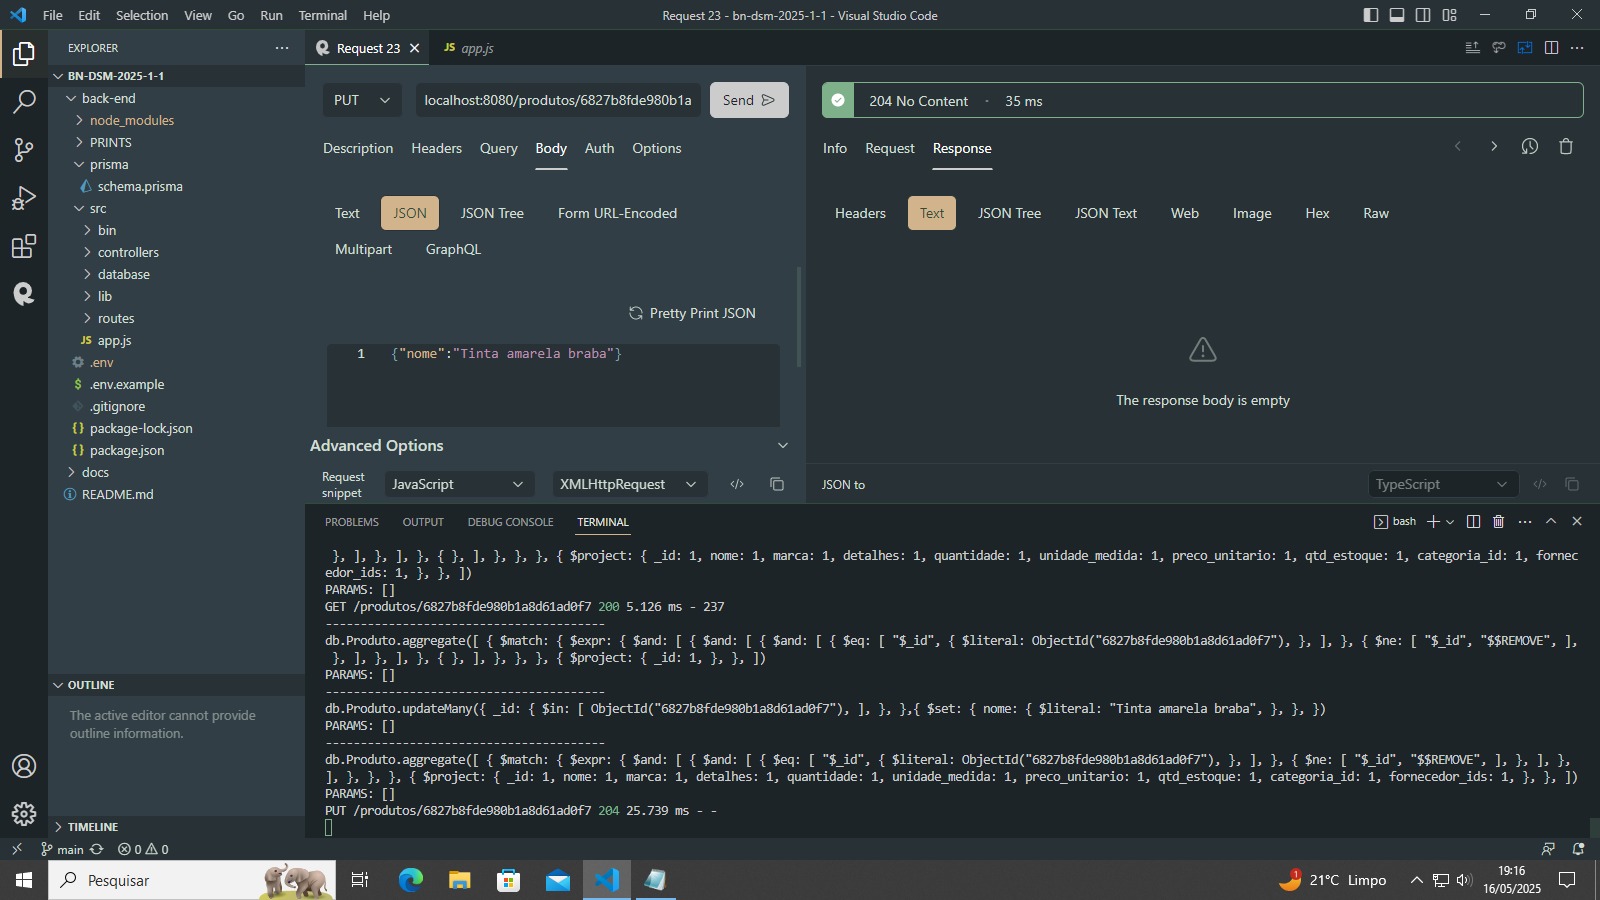 File Edit Selection View Go Run Terminal Help
Request 23 - bn-dsm-2025-1-1 - Visual Studio Code
EXPLORER
BN-DSM-2025-1-1
back-end
node_modules
PRINTS
prisma
schema.prisma
src
bin
controllers
database
lib
routes
JS app.js
.env
$ .env.example
.gitignore
{} package-lock.json
{} package.json
docs
README.md
OUTLINE
The active editor cannot provide
outline information.
TIMELINE
Request 23
JS app.js
PUT
localhost:8080/produtos/6827b8fde980b1a
Send
Description Headers Query Body Auth Options
Text JSON JSON Tree Form URL-Encoded
Multipart GraphQL
Pretty Print JSON
1 {"nome":"Tinta amarela braba"}
Advanced Options
Request
snippet
JavaScript
XMLHttpRequest
204 No Content · 35 ms
Info Request Response
Headers Text JSON Tree JSON Text Web Image Hex Raw
The response body is empty
JSON to
TypeScript
PROBLEMS OUTPUT DEBUG CONSOLE TERMINAL
bash
}, ], }, ], }, { }, ], }, }, }, { $project: { _id: 1, nome: 1, marca: 1, detalhes: 1, quantidade: 1, unidade_medida: 1, preco_unitario: 1, qtd_estoque: 1, categoria_id: 1, fornec
edor_ids: 1, }, }, ])
PARAMS: []
GET /produtos/6827b8fde980b1a8d61ad0f7 200 5.126 ms - 237
----------------------------------------
db.Produto.aggregate([ { $match: { $expr: { $and: [ { $and: [ { $and: [ { $eq: [ "$_id", { $literal: ObjectId("6827b8fde980b1a8d61ad0f7"), }, ], }, { $ne: [ "$_id", "$$REMOVE", ],
}, ], }, ], }, { }, ], }, }, }, { $project: { _id: 1, }, }, ])
PARAMS: []
----------------------------------------
db.Produto.updateMany({ _id: { $in: [ ObjectId("6827b8fde980b1a8d61ad0f7"), ], }, },{ $set: { nome: { $literal: "Tinta amarela braba", }, }, })
PARAMS: []
----------------------------------------
db.Produto.aggregate([ { $match: { $expr: { $and: [ { $and: [ { $eq: [ "$_id", { $literal: ObjectId("6827b8fde980b1a8d61ad0f7"), }, ], }, { $ne: [ "$_id", "$$REMOVE", ], }, ], },
], }, }, }, { $project: { _id: 1, nome: 1, marca: 1, detalhes: 1, quantidade: 1, unidade_medida: 1, preco_unitario: 1, qtd_estoque: 1, categoria_id: 1, fornecedor_ids: 1, }, }, ])
PARAMS: []
PUT /produtos/6827b8fde980b1a8d61ad0f7 204 25.739 ms - -
main 0 0
Pesquisar
1 21°C Limpo
19:16
16/05/2025